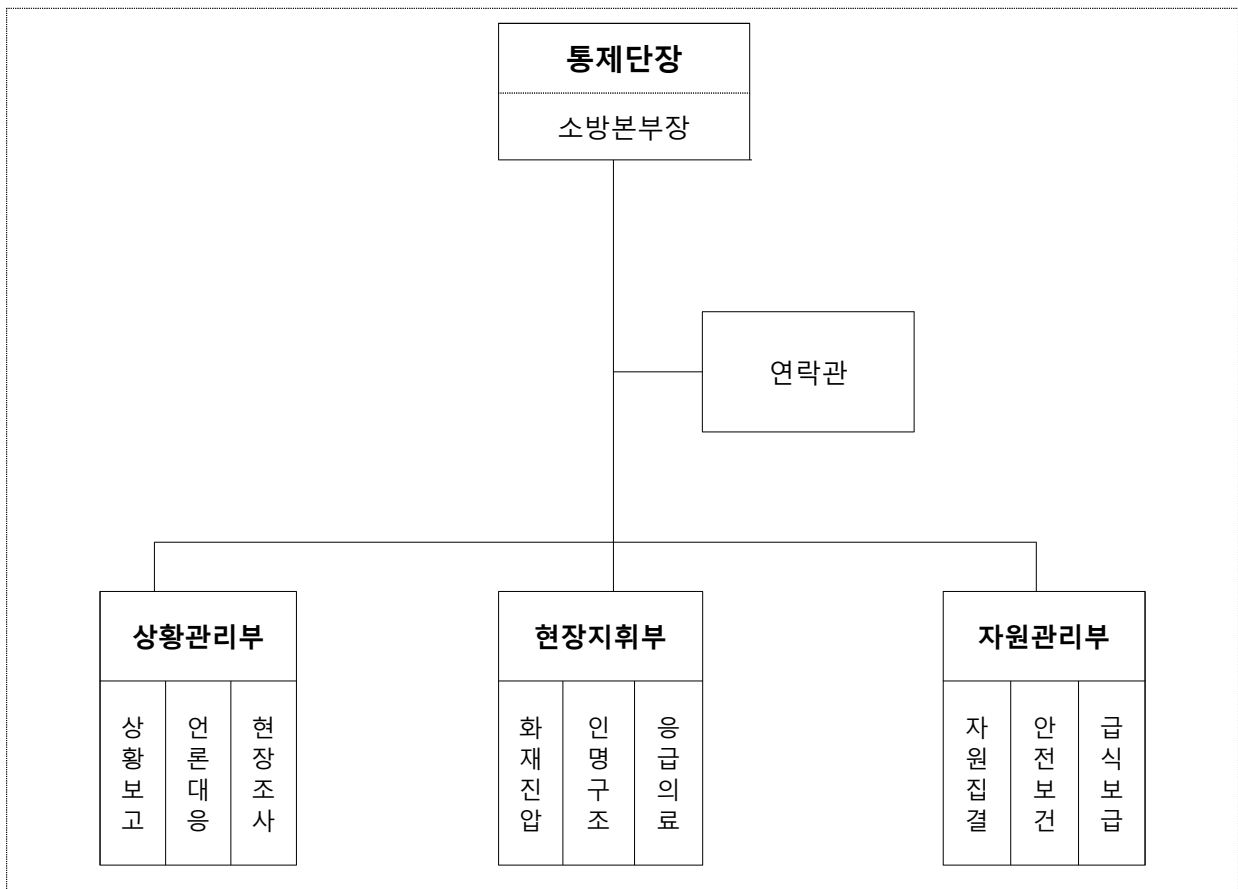 통제단장
소방본부장
연락관
상황관리부
상황보고
언론대응
현장조사
현장지휘부
화재진압
인명구조
응급의료
자원관리부
자원집결
안전보건
급식보급